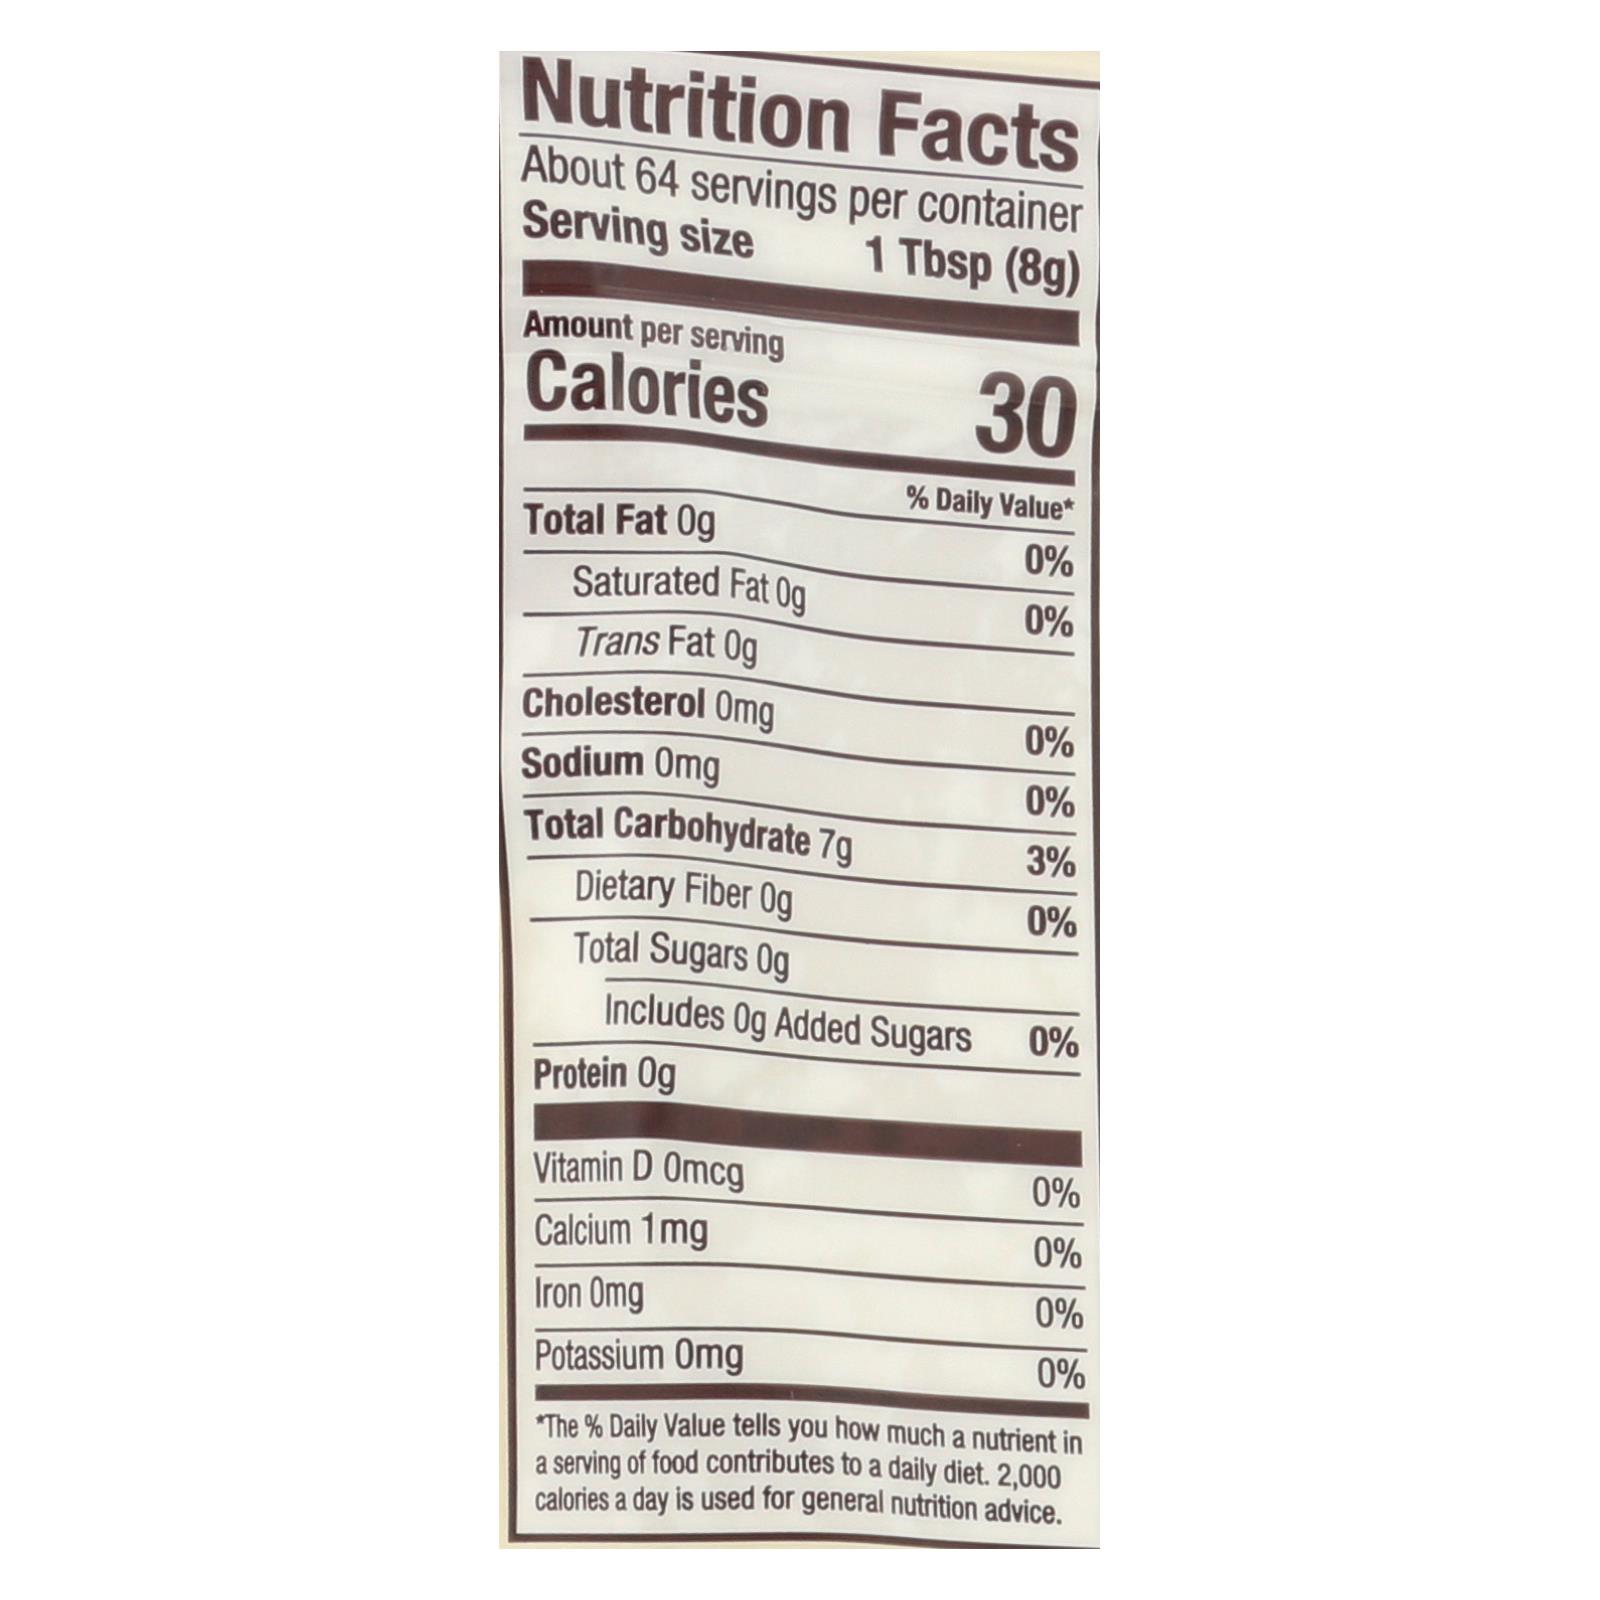 Nutrition Facts
About 64 servings per container
Serving size 1 Tbsp (8g)
Amount per serving
Calories 30
% Daily Value*
Total Fat 0g 0%
Saturated Fat 0g 0%
Trans Fat 0g
Cholesterol 0mg 0%
Sodium 0mg 0%
Total Carbohydrate 7g 3%
Dietary Fiber 0g 0%
Total Sugars 0g
Includes 0g Added Sugars 0%
Protein 0g
Vitamin D 0mcg 0%
Calcium 1mg 0%
Iron 0mg 0%
Potassium 0mg 0%
*The % Daily Value tells you how much a nutrient in
a serving of food contributes to a daily diet. 2,000
calories a day is used for general nutrition advice.